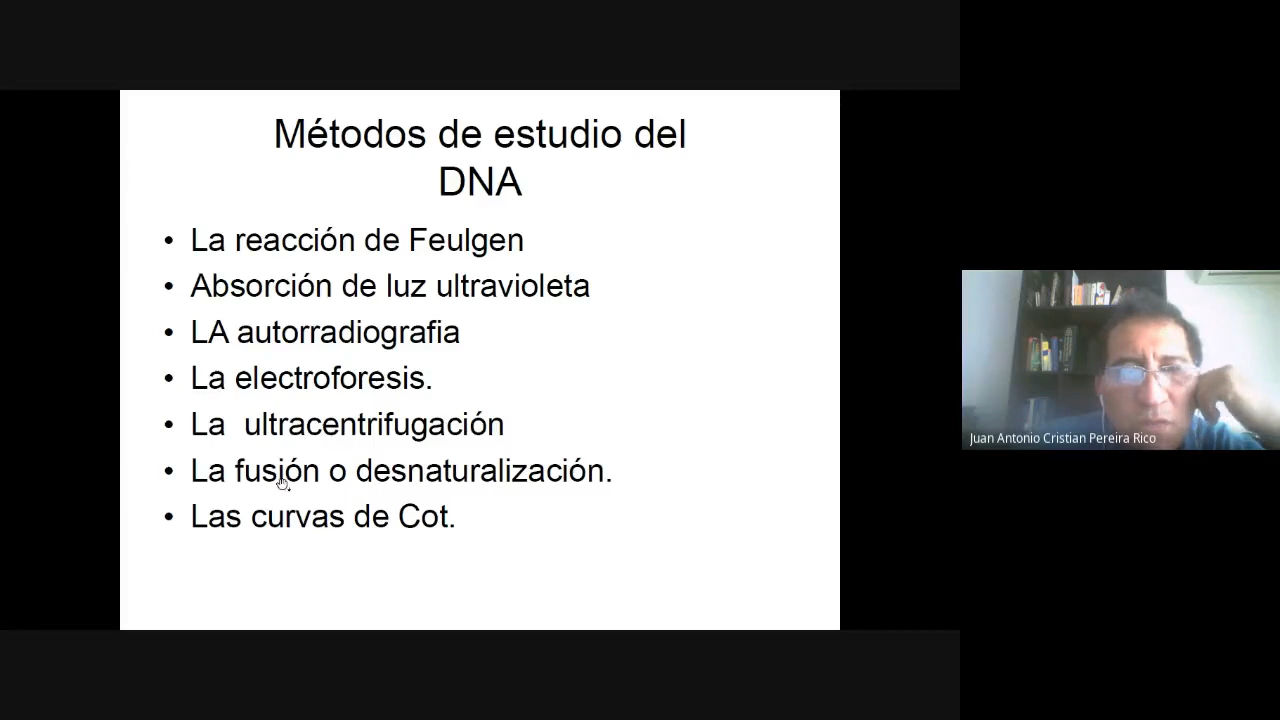 Métodos de estudio del
DNA
• La reacción de Feulgen
• Absorción de luz ultravioleta
• LA autorradiografia
• La electroforesis.
• La  ultracentrifugación
• La fusión o desnaturalización.
• Las curvas de Cot.
Juan Antonio Cristian Pereira Rico